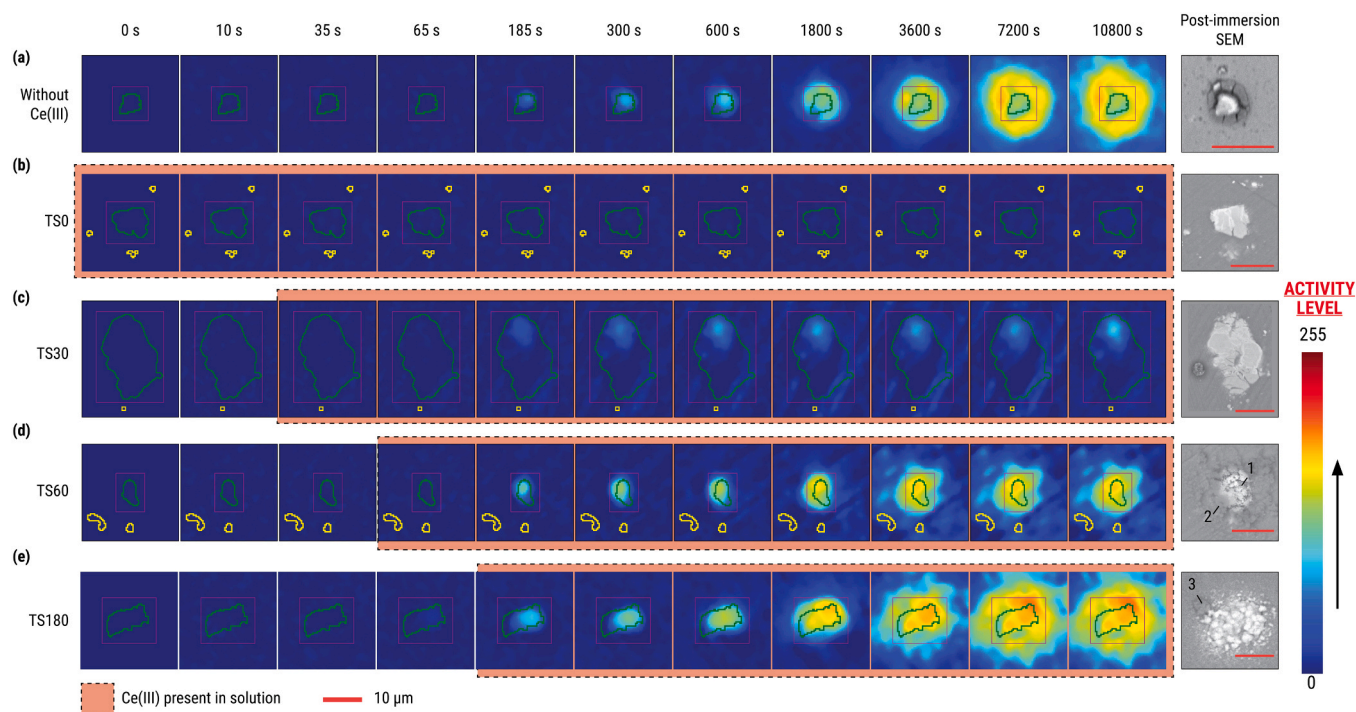 0 s 10 s 35 s 65 s 185 s 300 s 600 s 1800 s 3600 s 7200 s 10800 s Post-immersion
SEM
(a)
Without
Ce(III)
(b)
TS0
(c)
ACTIVITY
LEVEL
255
TS30
(d)
TS60
1
2
(e)
3
TS180
0
Ce(III) present in solution 10 µm